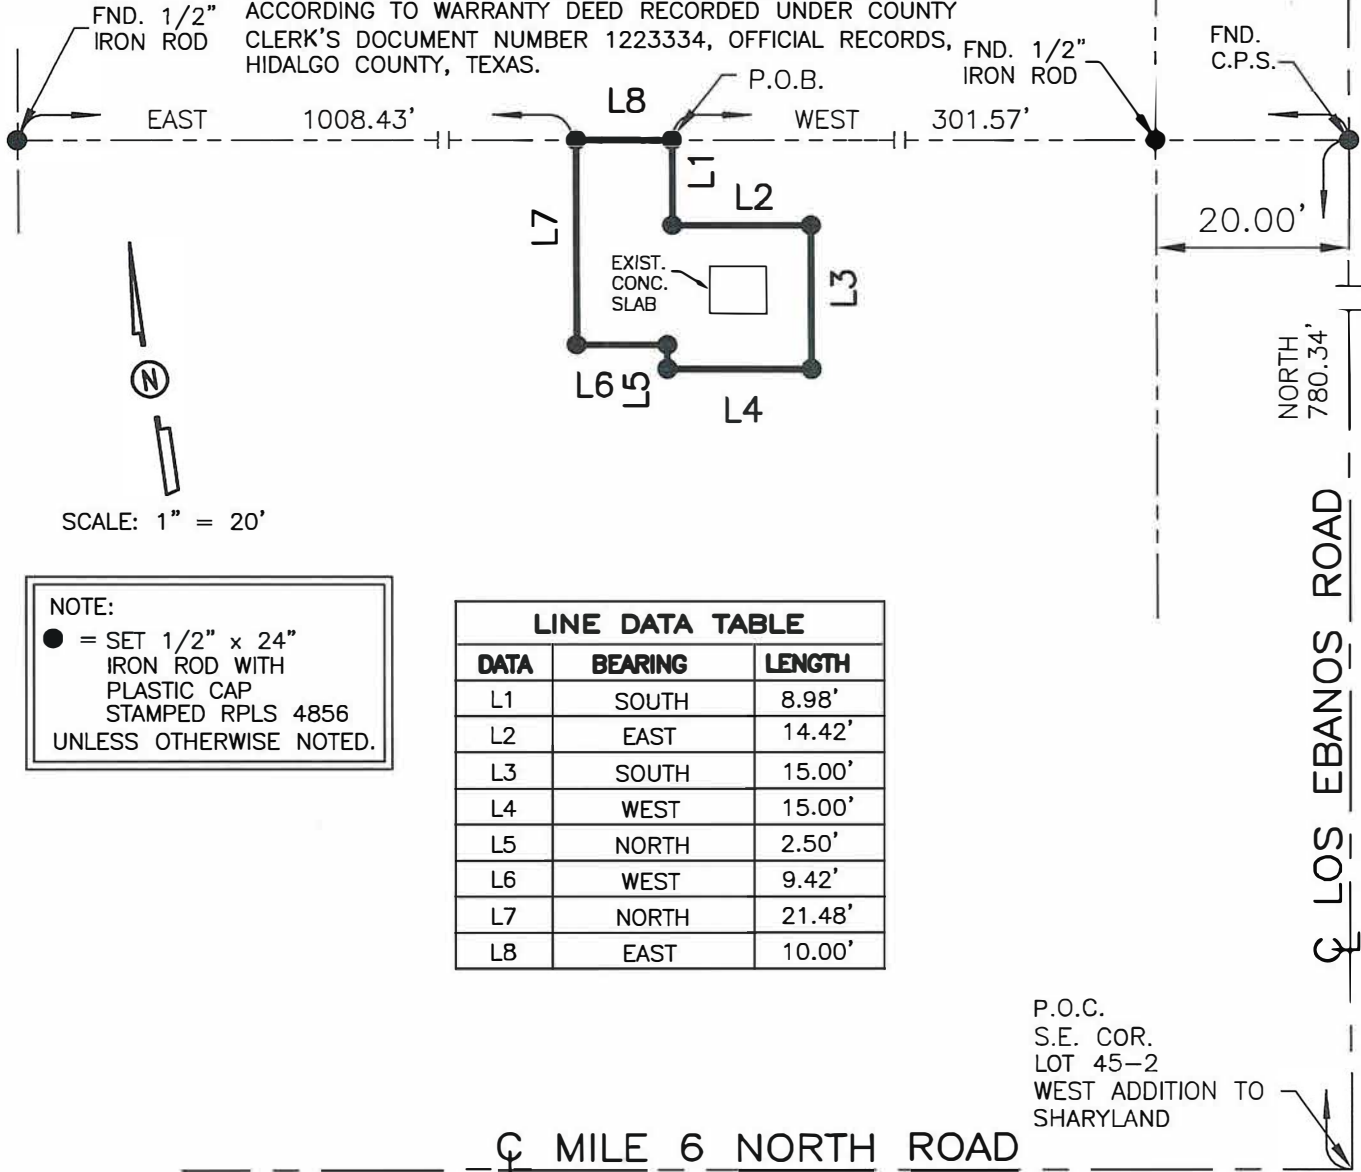 FND. 1/2"
IRON ROD
ACCORDING TO WARRANTY DEED RECORDED UNDER COUNTY
CLERK'S DOCUMENT NUMBER 1223334, OFFICIAL RECORDS,
HIDALGO COUNTY, TEXAS.
FND. 1/2"
IRON ROD
FND.
C.P.S.
EAST 1008.43'
L8
P.O.B.
WEST 301.57'
L1
L2
L7
EXIST.
CONC.
SLAB
L3
L6
L5
L4
20.00'
NORTH
780.34'
N
SCALE: 1" = 20'
NOTE:
● = SET 1/2" x 24"
IRON ROD WITH
PLASTIC CAP
STAMPED RPLS 4856
UNLESS OTHERWISE NOTED.
LINE DATA TABLE
DATA BEARING LENGTH
L1 SOUTH 8.98'
L2 EAST 14.42'
L3 SOUTH 15.00'
L4 WEST 15.00'
L5 NORTH 2.50'
L6 WEST 9.42'
L7 NORTH 21.48'
L8 EAST 10.00'
℄ LOS EBANOS ROAD
P.O.C.
S.E. COR.
LOT 45-2
WEST ADDITION TO
SHARYLAND
℄ MILE 6 NORTH ROAD